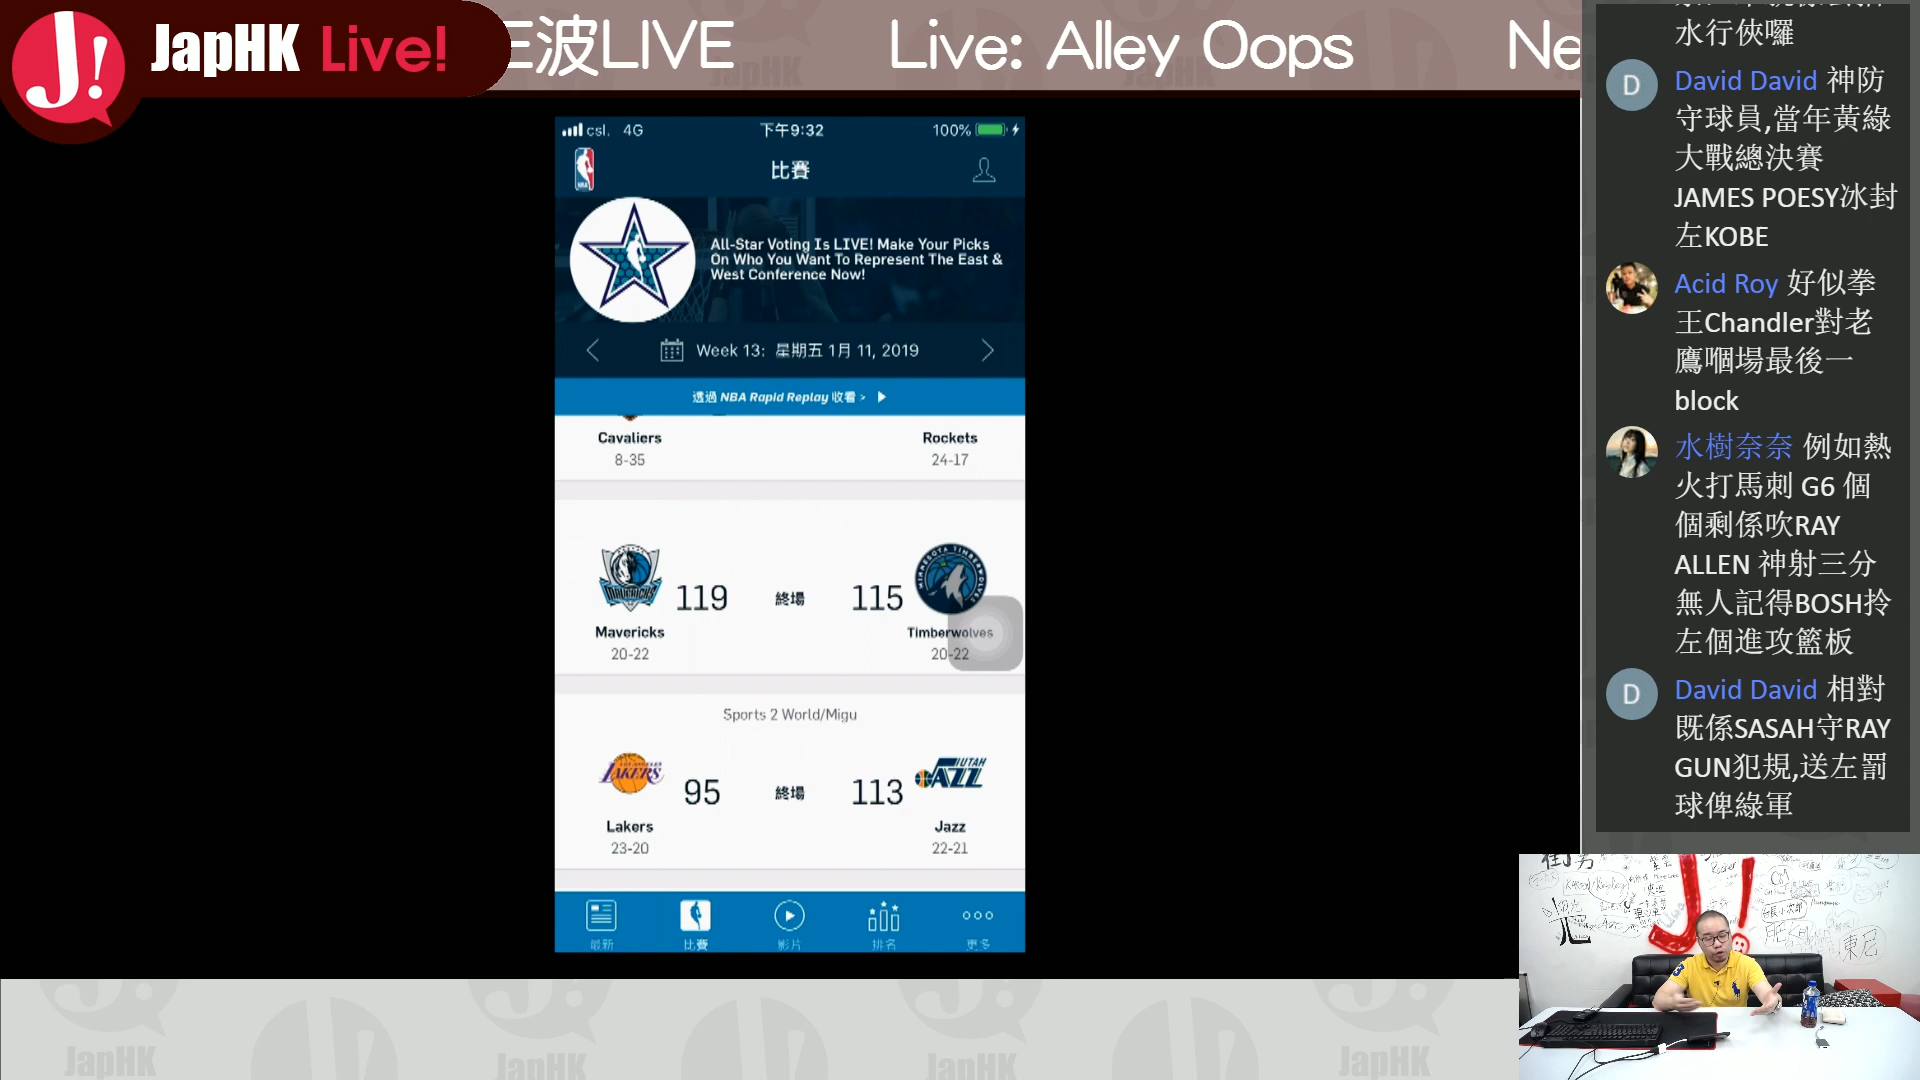 J! JapHK Live!
E波LIVE Live: Alley Oops Ne
csl. 4G 下午9:32 100%
比賽
All-Star Voting Is LIVE! Make Your Picks
On Who You Want To Represent The East &
West Conference Now!
Week 13: 星期五 1月 11, 2019
透過 NBA Rapid Replay 收看 >
Cavaliers Rockets
8-35 24-17
119 終場 115
Mavericks Timberwolves
20-22 20-22
Sports 2 World/Migu
95 終場 113
Lakers Jazz
23-20 22-21
最新 比賽 影片 排名 更多
水行俠囉
D David David 神防
守球員,當年黃綠
大戰總決賽
JAMES POESY冰封
左KOBE
Acid Roy 好似拳
王Chandler對老
鷹嗰場最後一
block
水樹奈奈 例如熱
火打馬刺 G6 個
個剩係吹RAY
ALLEN 神射三分
無人記得BOSH拎
左個進攻籃板
D David David 相對
既係SASAH守RAY
GUN犯規,送左罰
球俾綠軍
JapHK
JapHK
JapHK
JapHK
東尼